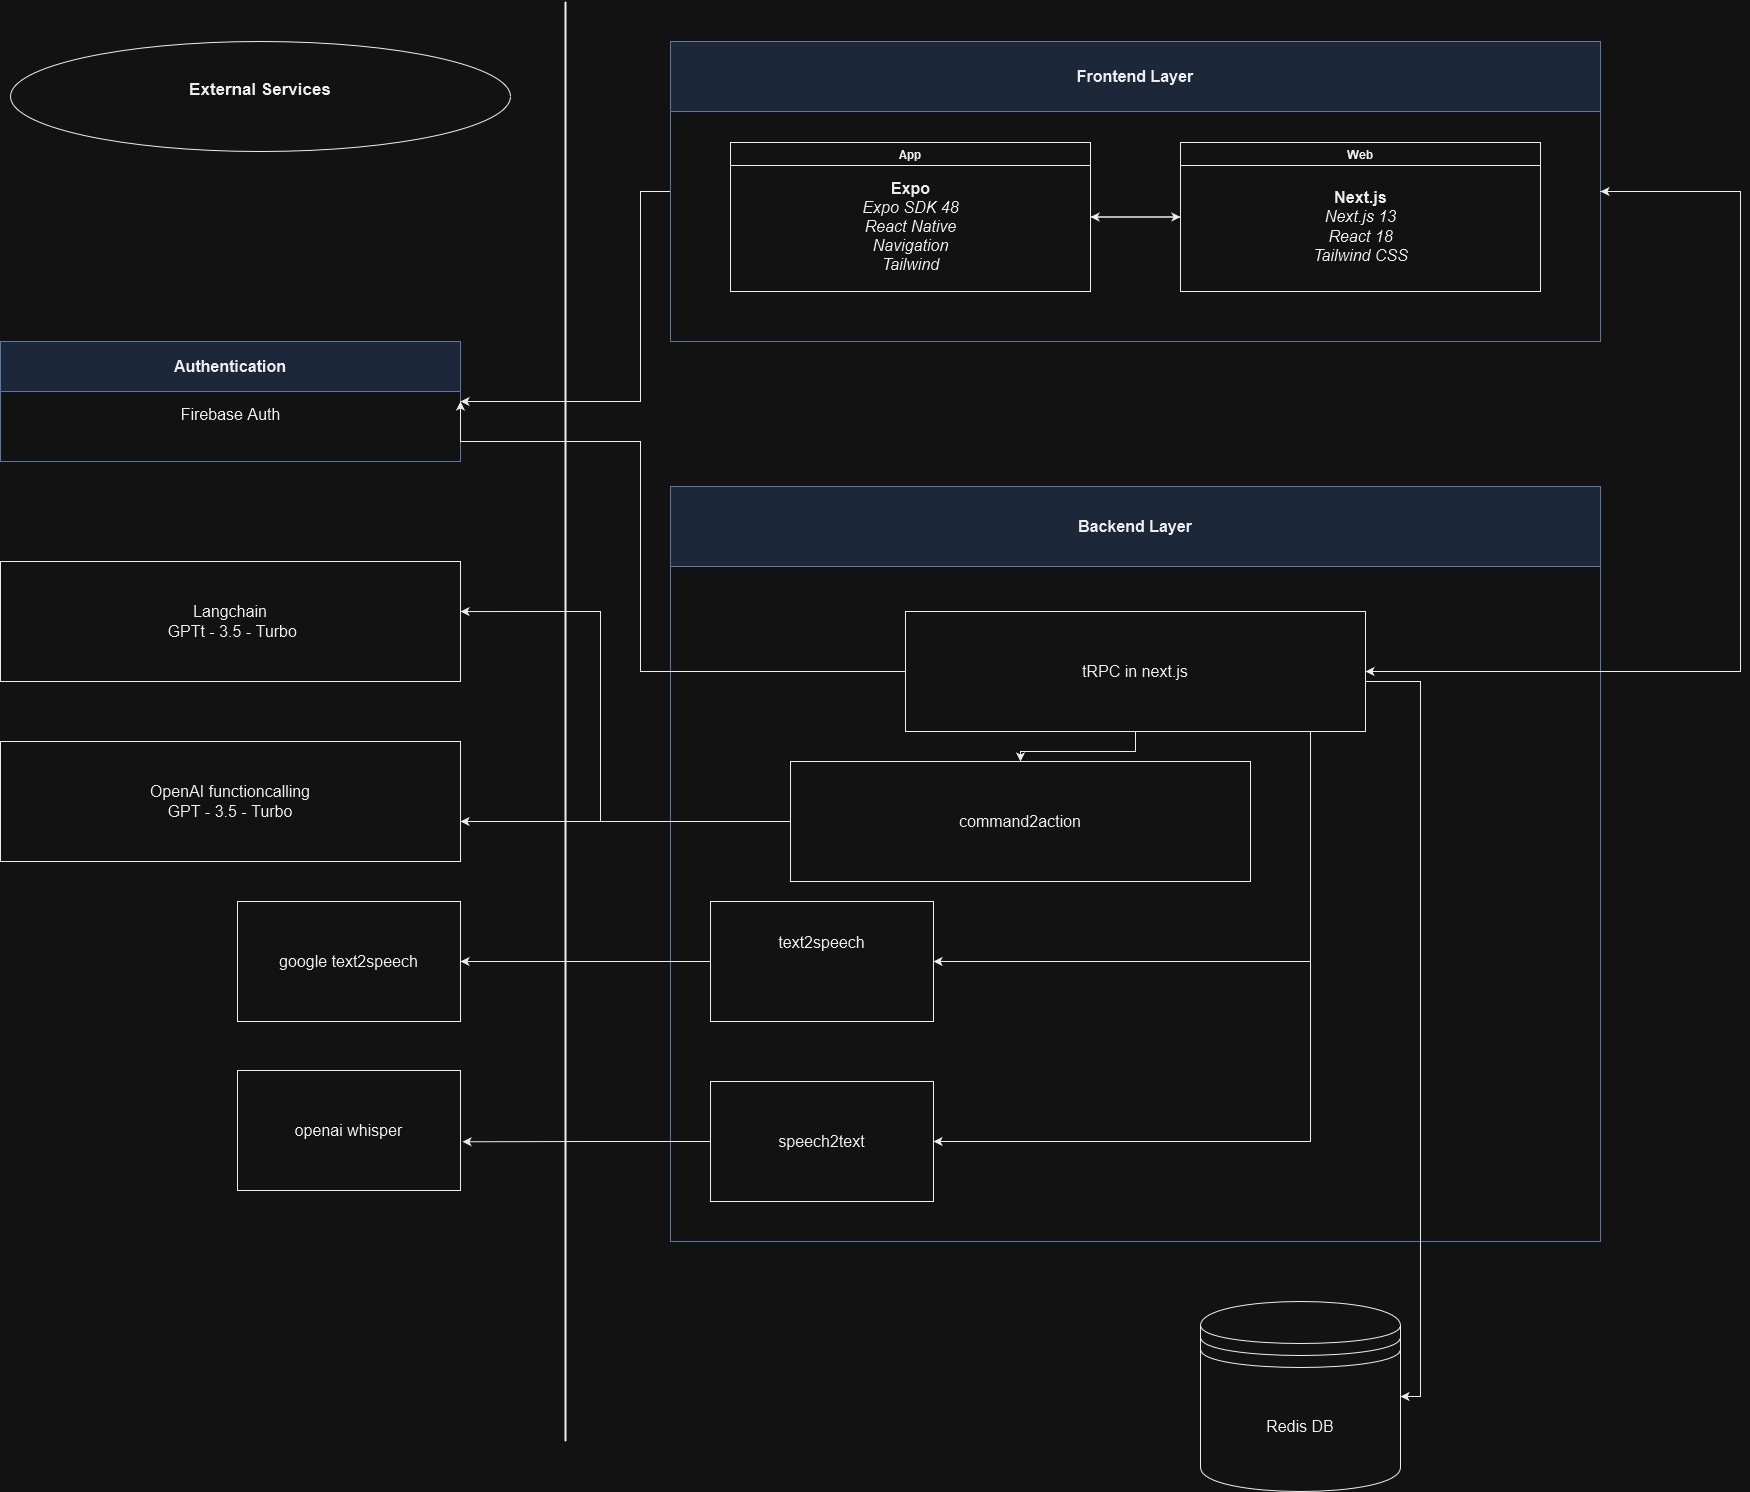 External Services
Frontend Layer
App
Expo
Expo SDK 48
React Native
Navigation
Tailwind
Web
Next.js
Next.js 13
React 18
Tailwind CSS
Authentication
Firebase Auth
Backend Layer
Langchain
GPTt - 3.5 - Turbo
tRPC in next.js
OpenAI functioncalling
GPT - 3.5 - Turbo
command2action
google text2speech
text2speech
openai whisper
speech2text
Redis DB